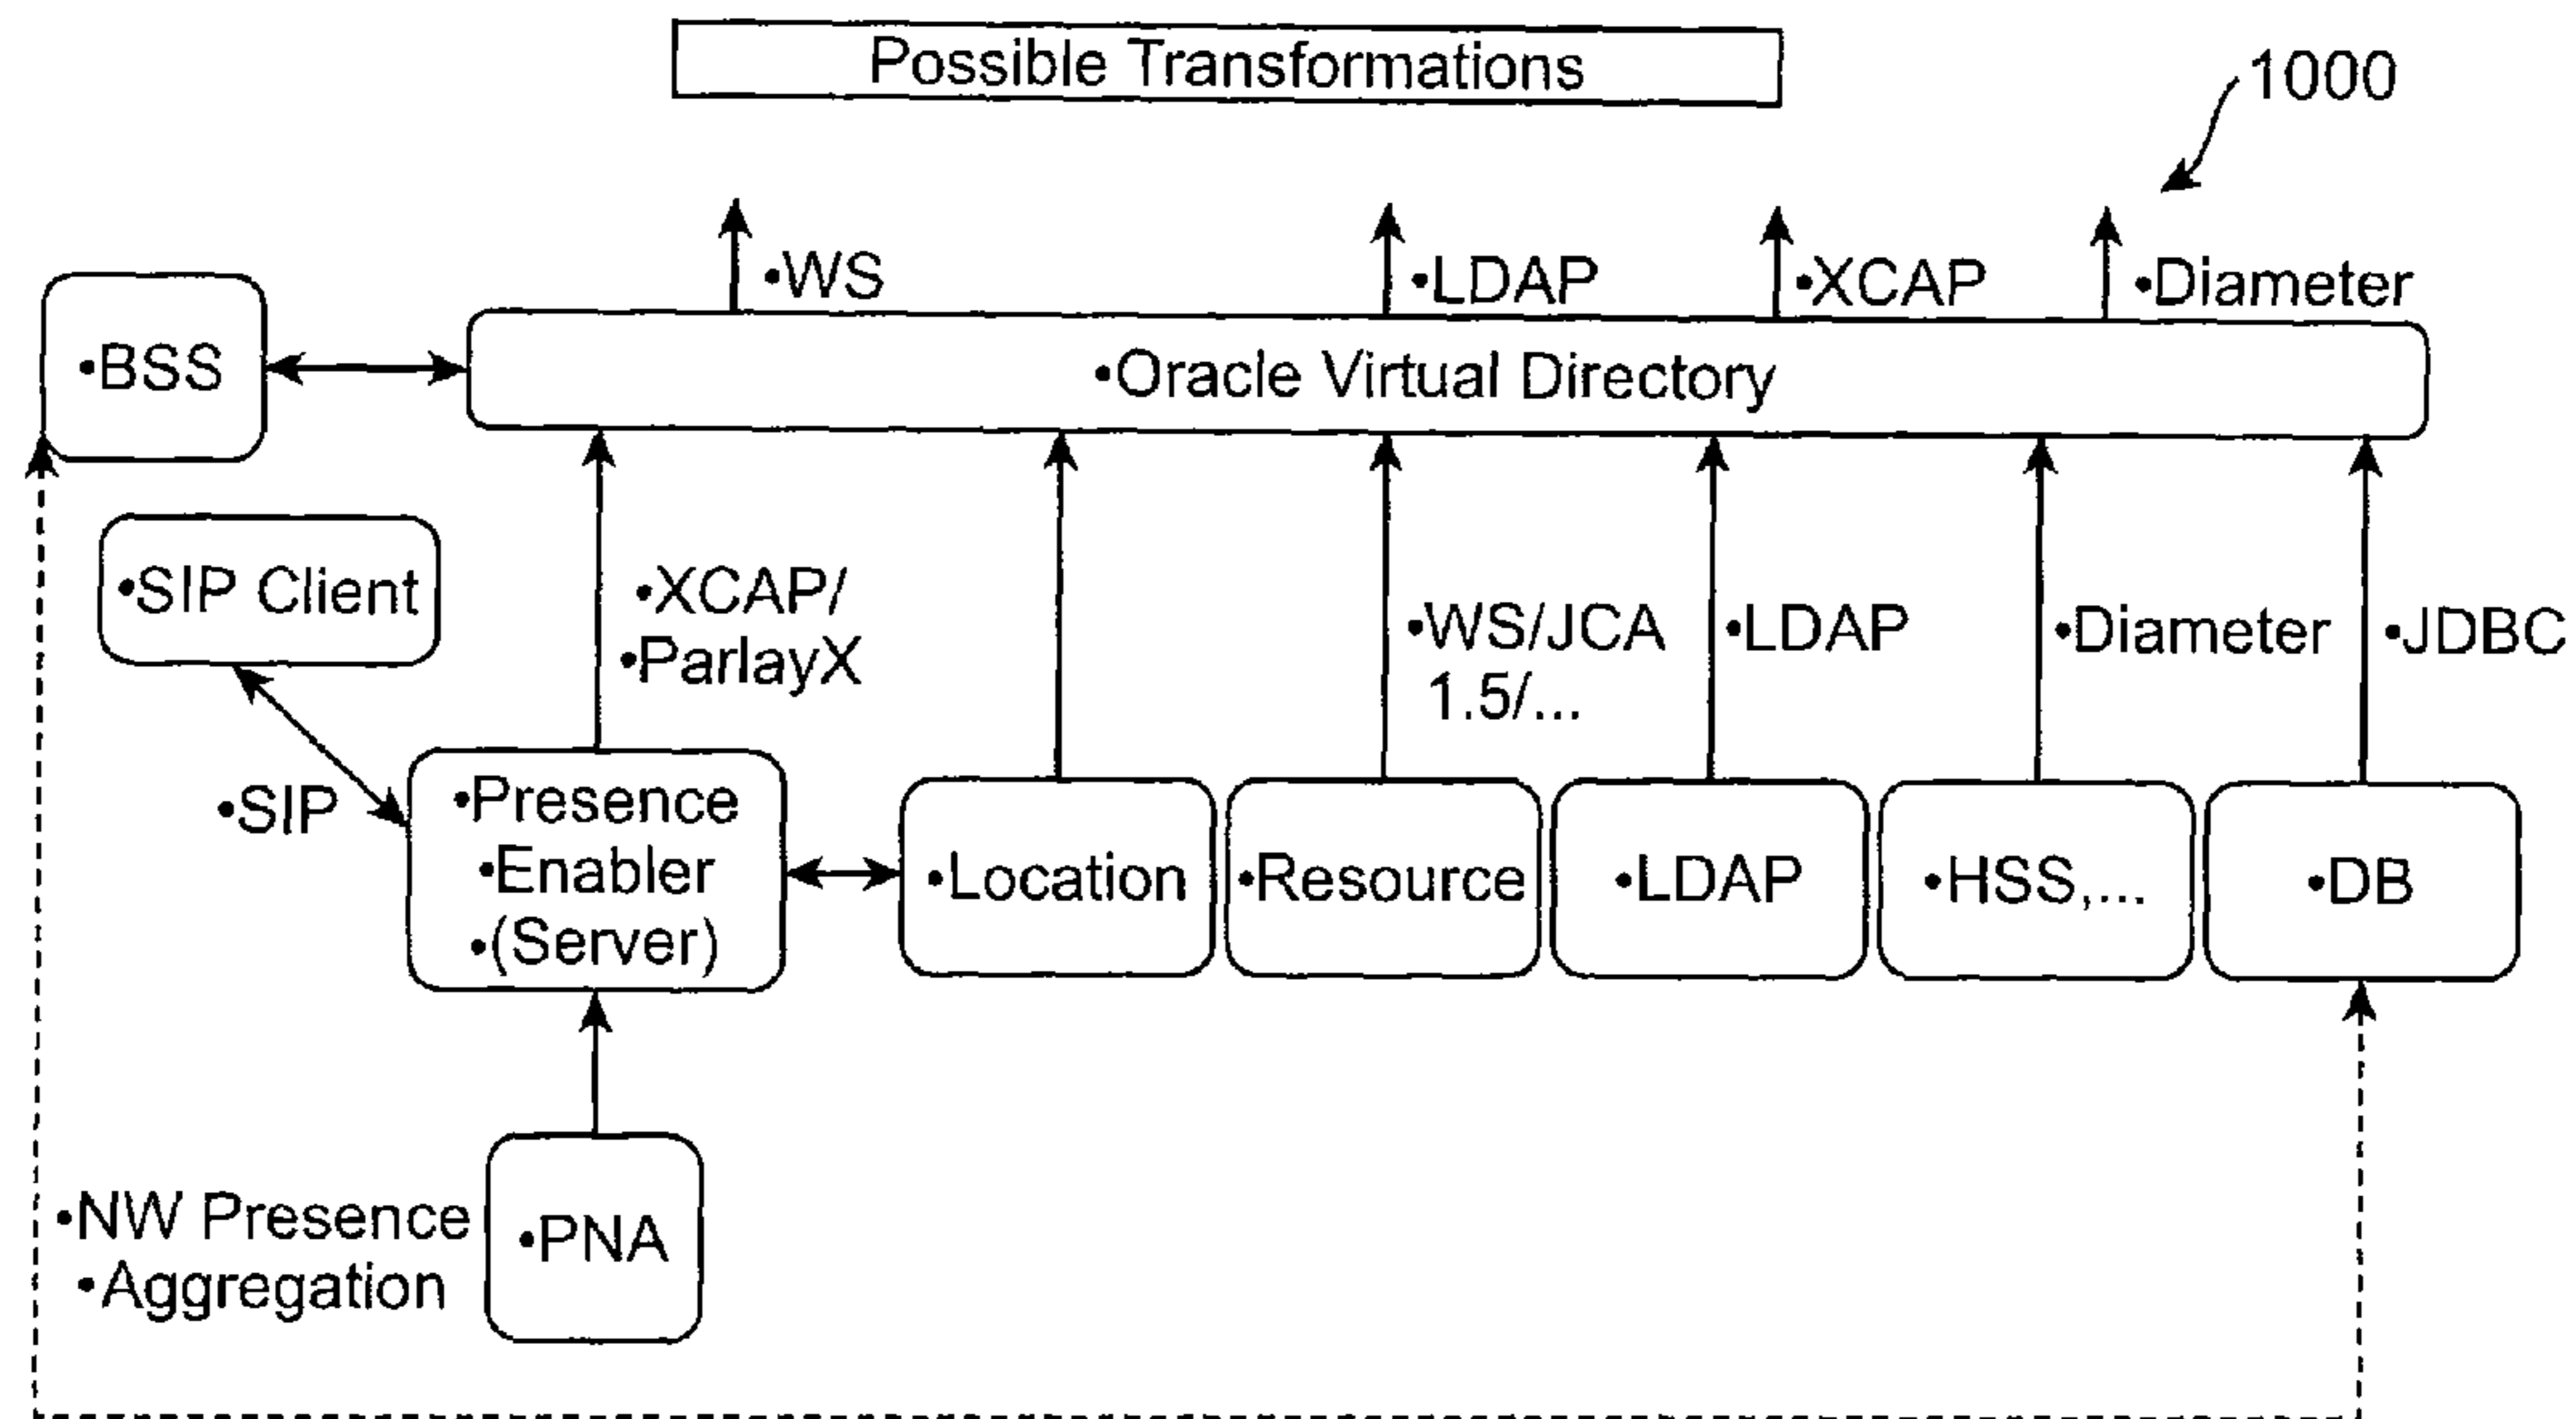 Possible Transformations
1000
•WS
•LDAP
•XCAP
•Diameter
•BSS
•Oracle Virtual Directory
•SIP Client
•XCAP/
•ParlayX
•WS/JCA
1.5/...
•LDAP
•Diameter
•JDBC
•SIP
•Presence
•Enabler
•(Server)
•Location
•Resource
•LDAP
•HSS,...
•DB
•NW Presence
•Aggregation
•PNA